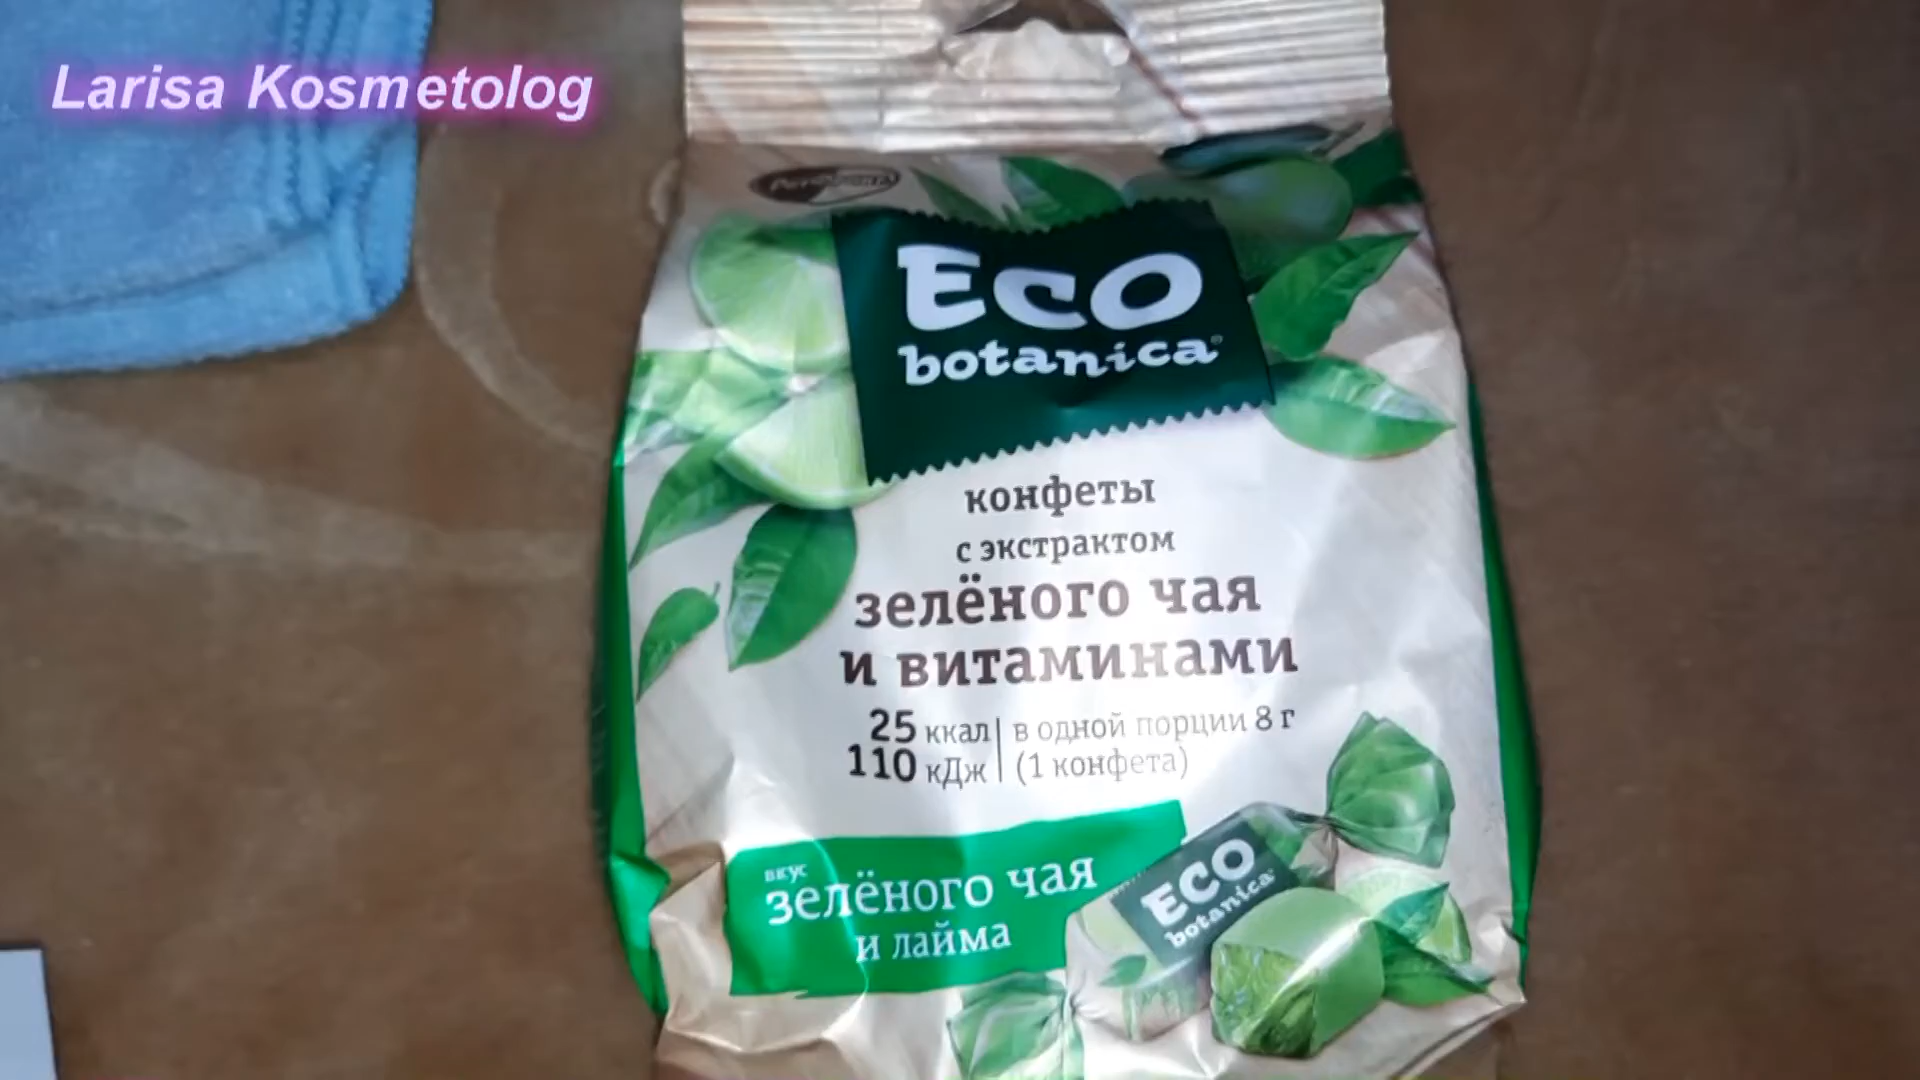 Larisa Kosmetolog
Eco
botanica®
конфеты
с экстрактом
зелёного чая
и витаминами
25 ккал | в одной порции 8 г
110 кДж | (1 конфета)
вкус
зелёного чая
и лайма
ECO
botanica®